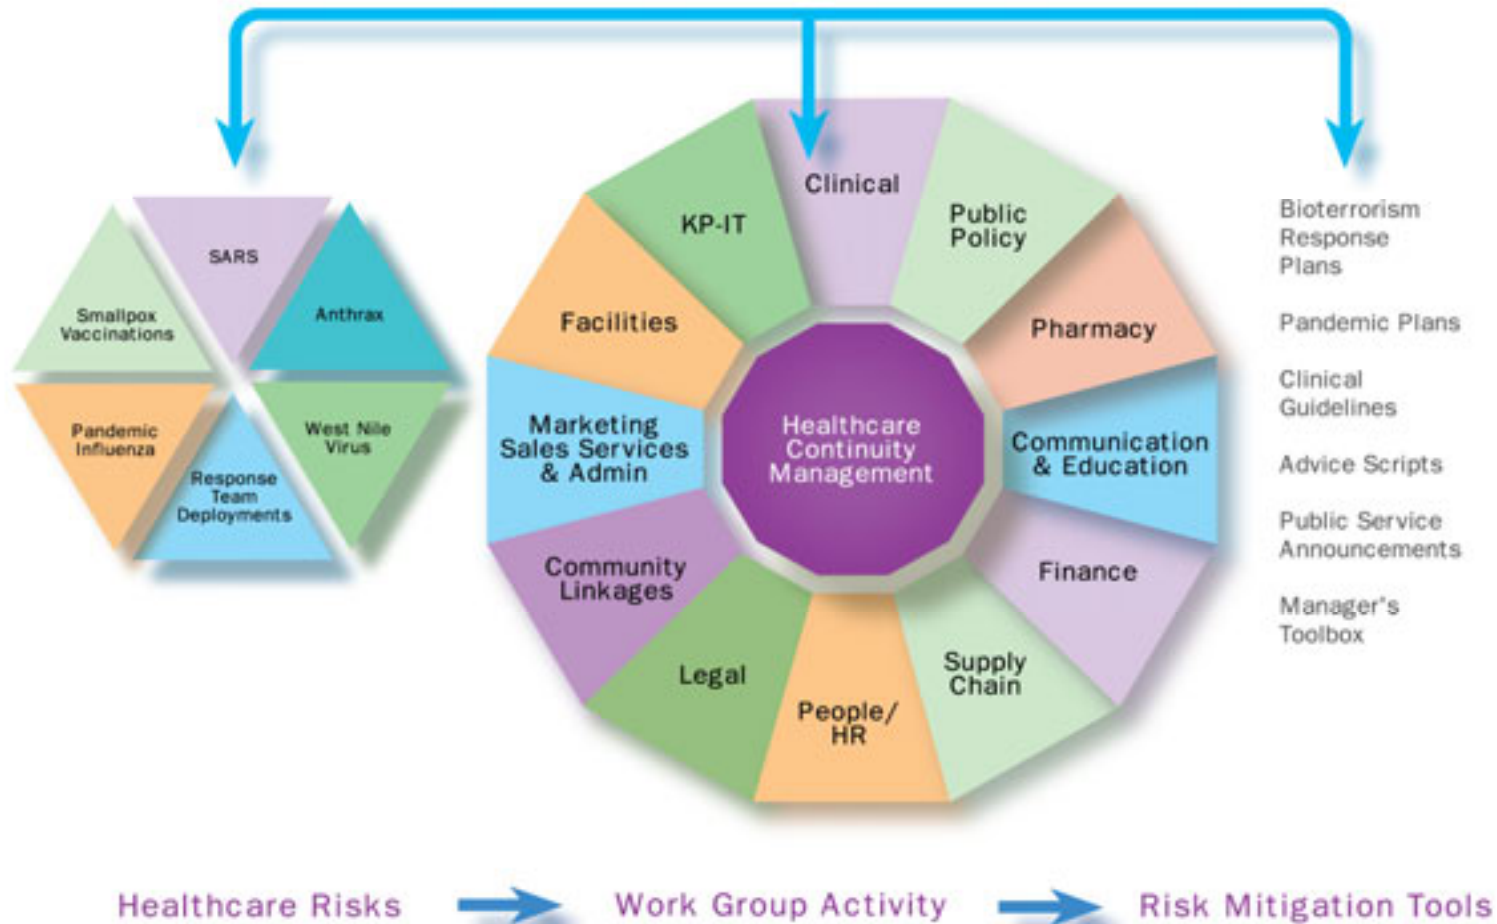 SARS
Smallpox
Vaccinations
Anthrax
Pandemic
Influenza
West Nile
Virus
Response
Team
Deployments
Clinical
Public
Policy
Pharmacy
Communication
& Education
Finance
Supply
Chain
People/
HR
Legal
Community
Linkages
Marketing
Sales Services
& Admin
Facilities
KP-IT
Healthcare
Continuity
Management
Bioterrorism
Response
Plans
Pandemic Plans
Clinical
Guidelines
Advice Scripts
Public Service
Announcements
Manager's
Toolbox
Healthcare Risks
Work Group Activity
Risk Mitigation Tools